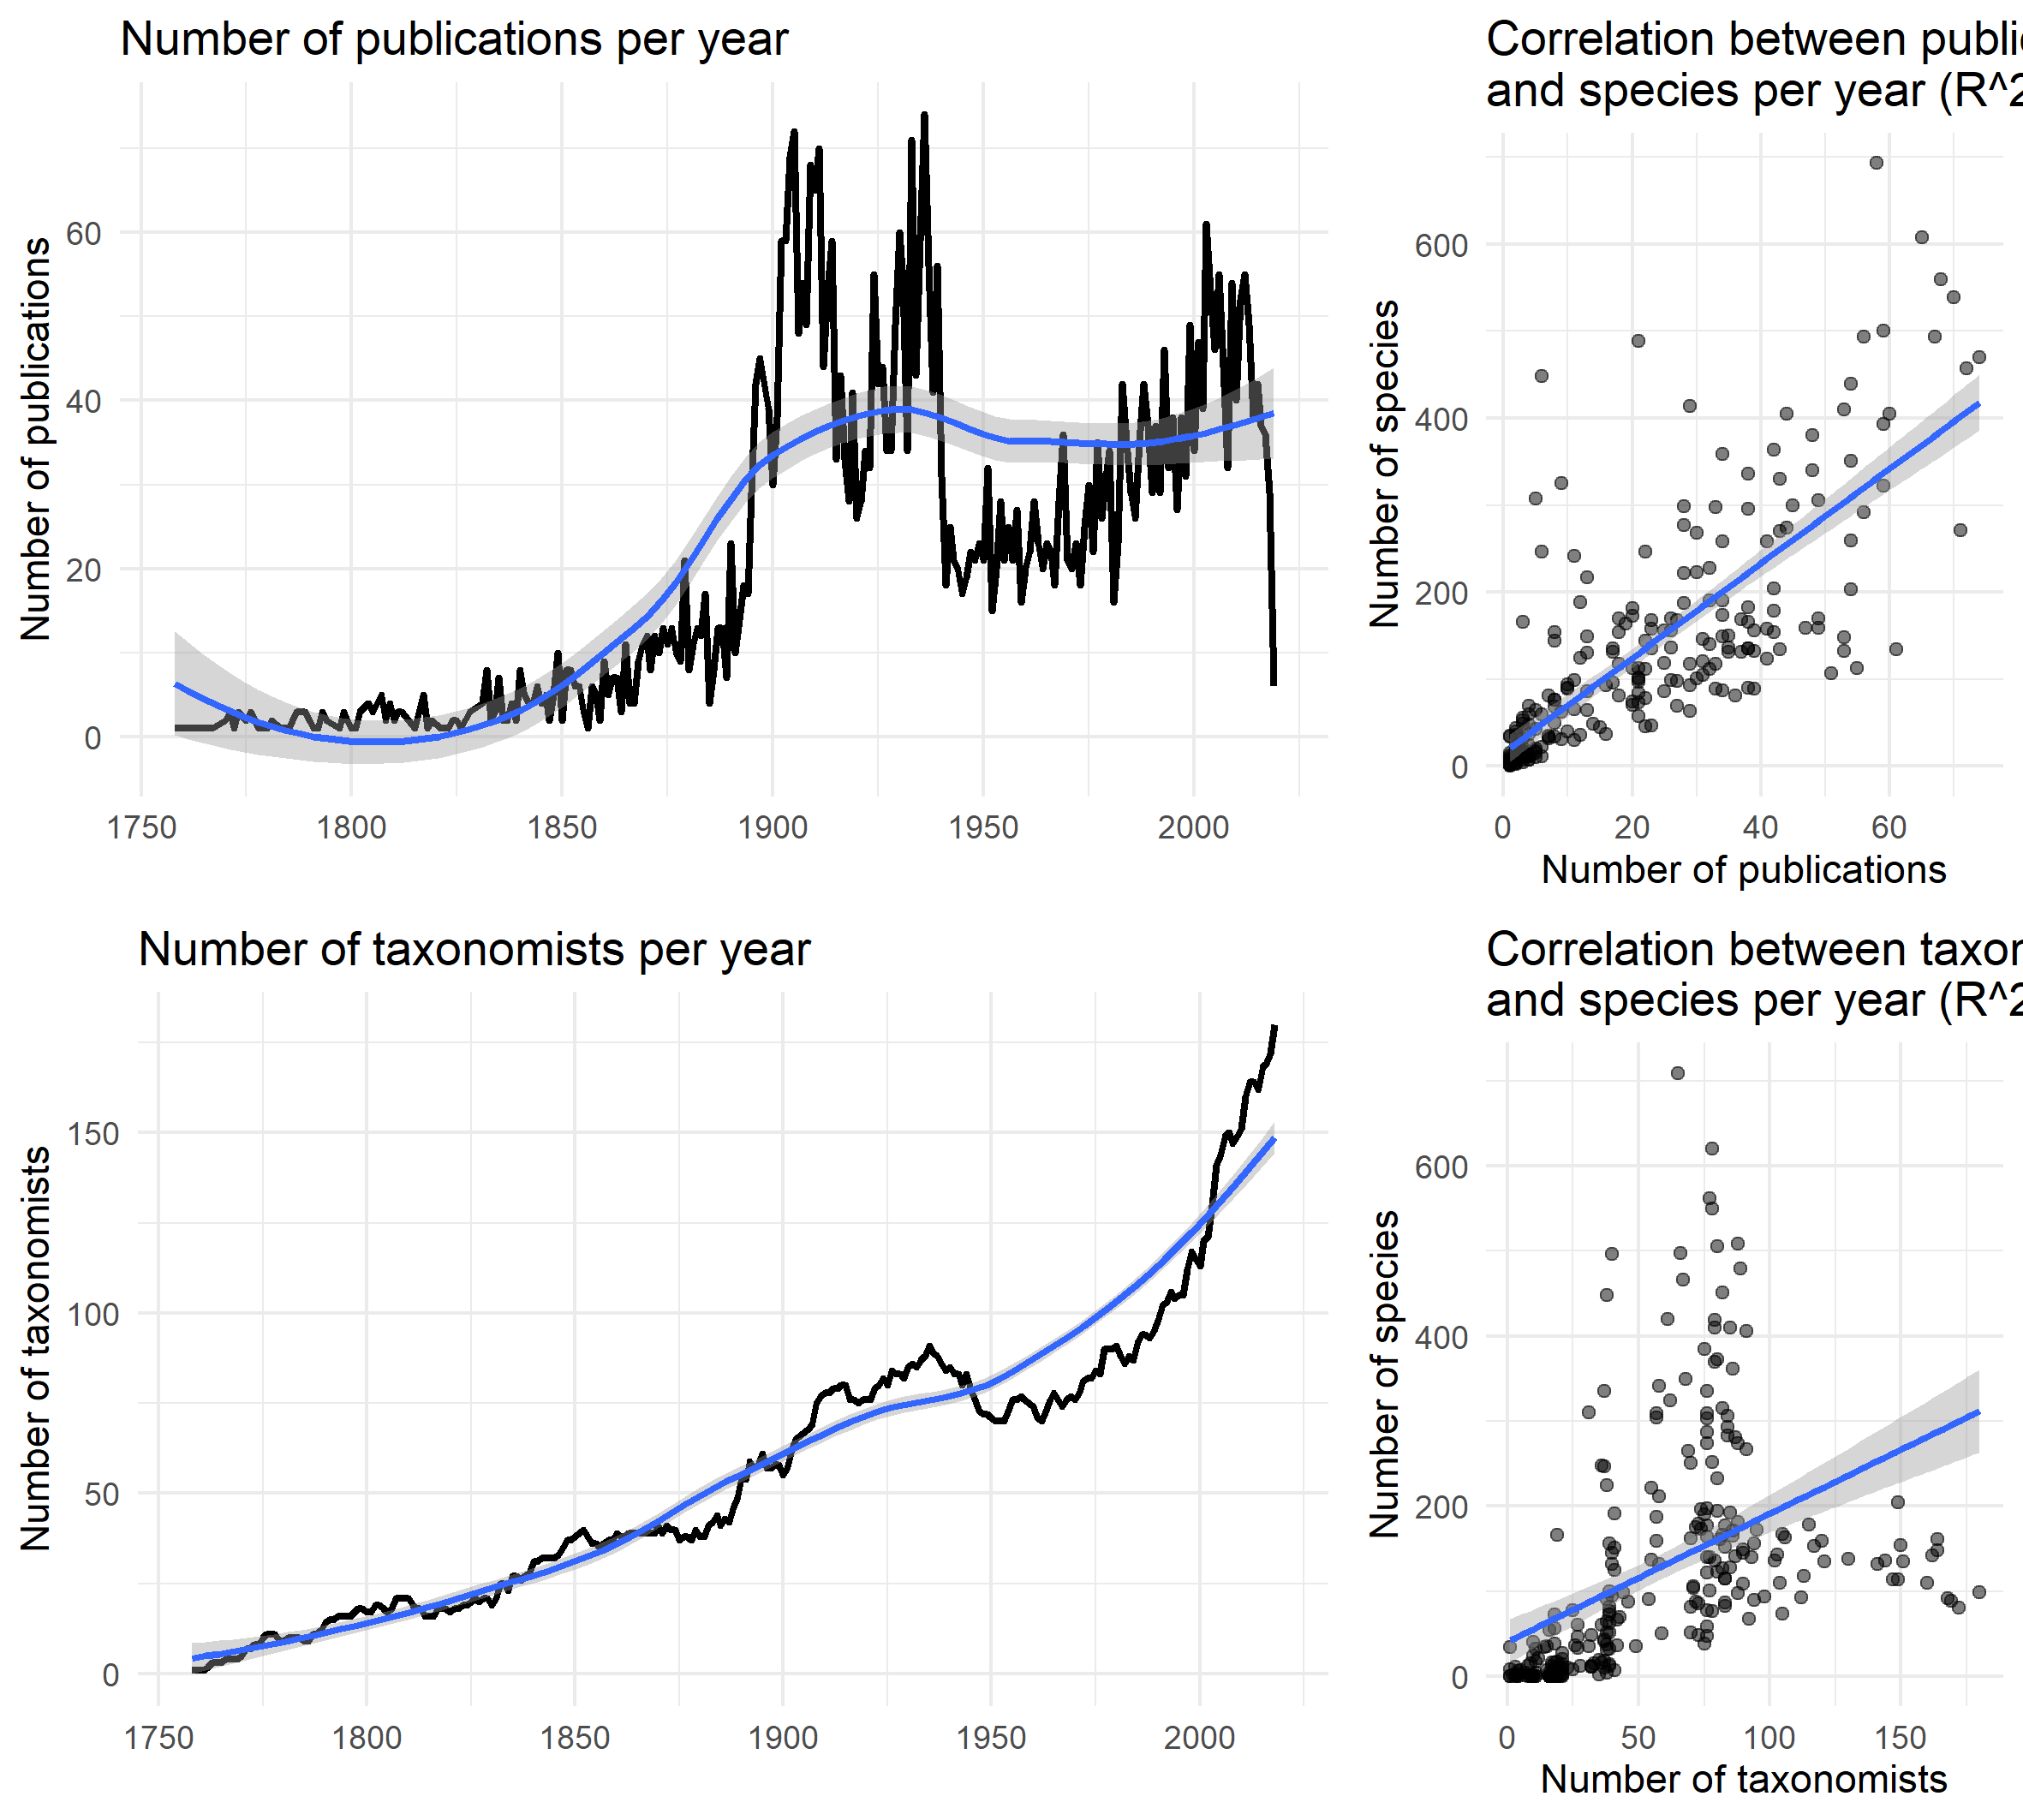 Number of publications per year
Number of publications
60
40
20
0
1750 1800 1850 1900 1950 2000
Correlation between public
and species per year (R^2
Number of species
600
400
200
0
0 20 40 60
Number of publications
Number of taxonomists per year
Number of taxonomists
150
100
50
0
1750 1800 1850 1900 1950 2000
Correlation between taxon
and species per year (R^2
Number of species
600
400
200
0
0 50 100 150
Number of taxonomists